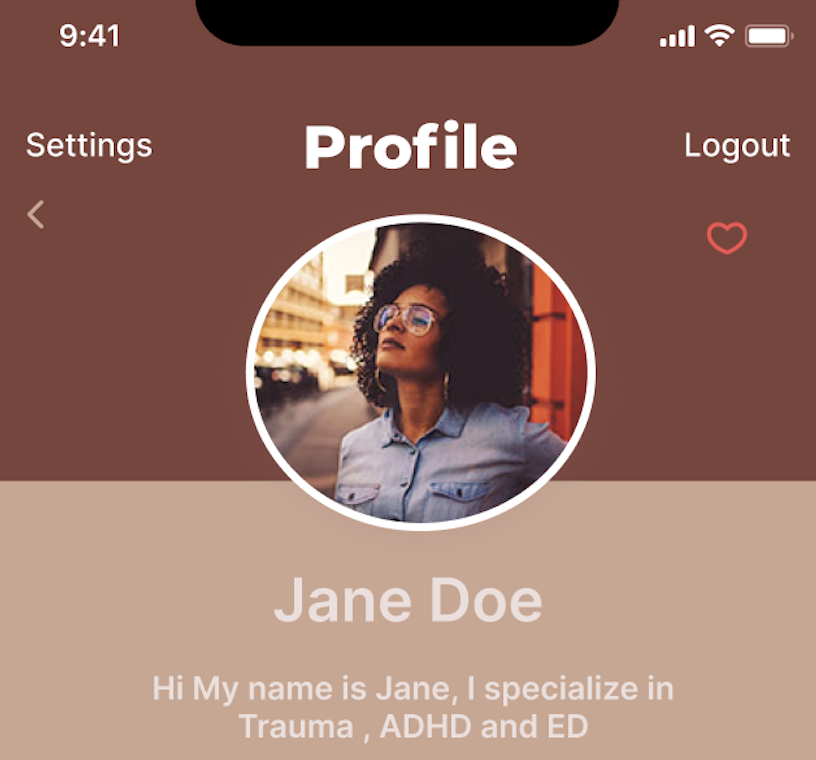 9:41
Settings Profile Logout
Jane Doe
Hi My name is Jane, I specialize in
Trauma , ADHD and ED